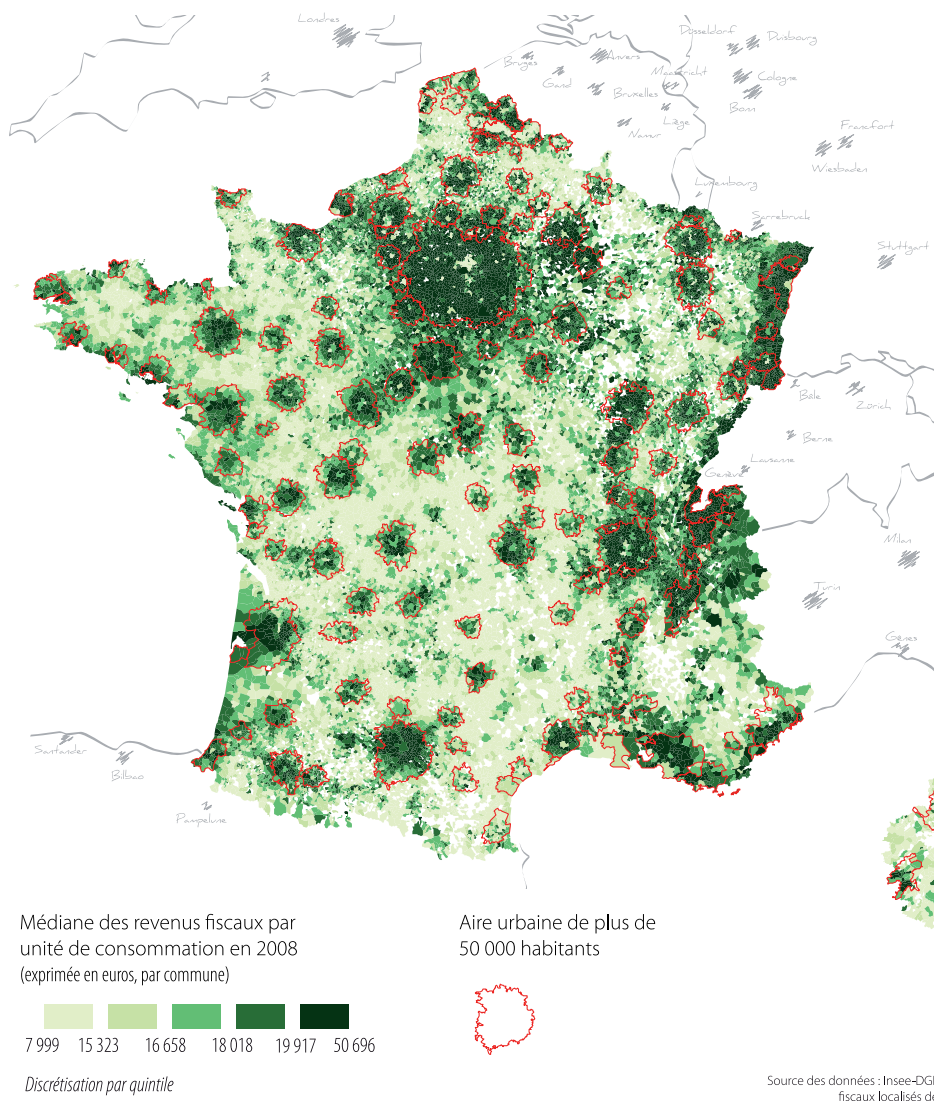 Londres
Düsseldorf
Duisbourg
Bruges
Anvers
Gand
Maastricht
Cologne
Bruxelles
Bonn
Liège
Namur
Francfort
Wiesbaden
Luxembourg
Sarrebruck
Stuttgart
Bâle
Zürich
Berne
Lausanne
Genève
Milan
Turin
Gênes
Santander
Bilbao
Pampelune
Médiane des revenus fiscaux par
unité de consommation en 2008
(exprimée en euros, par commune)
7 999 15 323 16 658 18 018 19 917 50 696
Discrétisation par quintile
Aire urbaine de plus de
50 000 habitants
Source des données : Insee-DGI
fiscaux localisés de